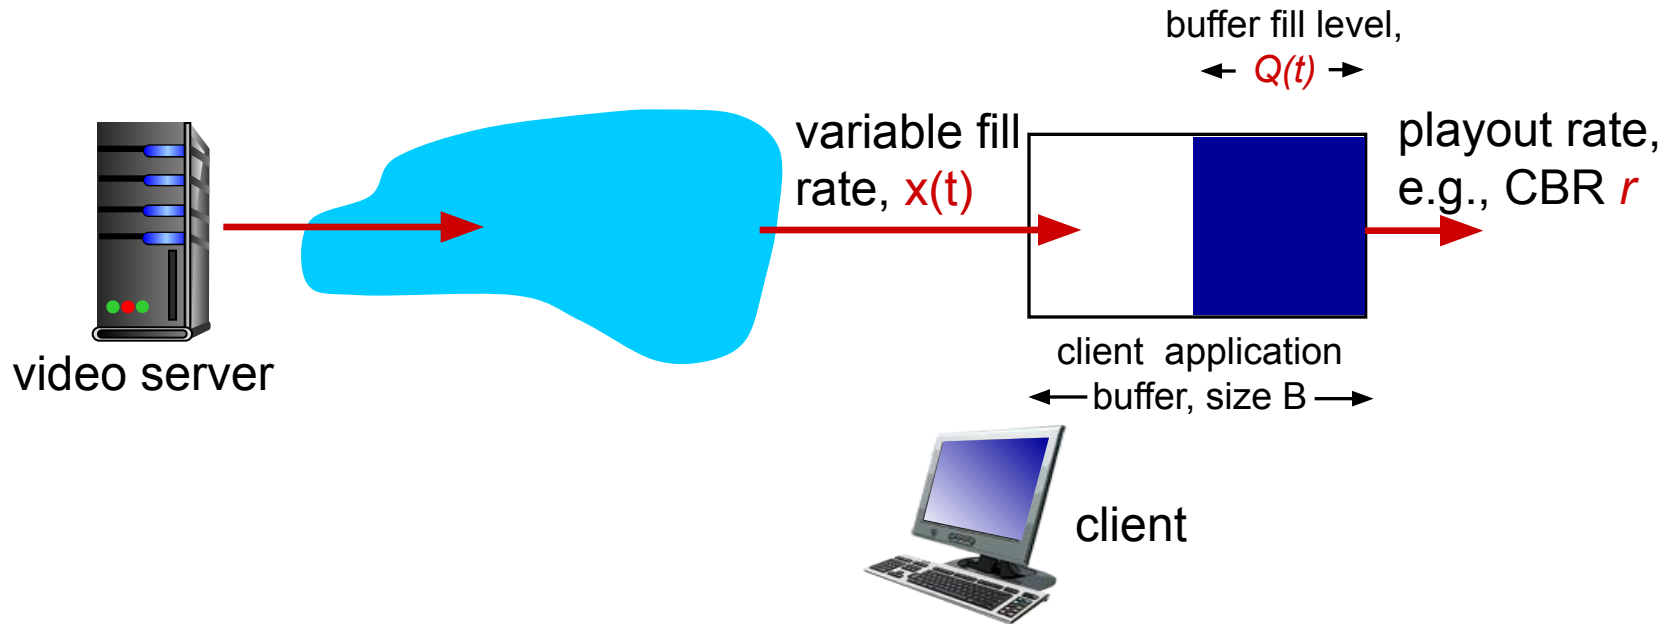 buffer fill level,
Q(t)
variable fill
rate, x(t)
playout rate,
e.g., CBR r
video server
client application
buffer, size B
client